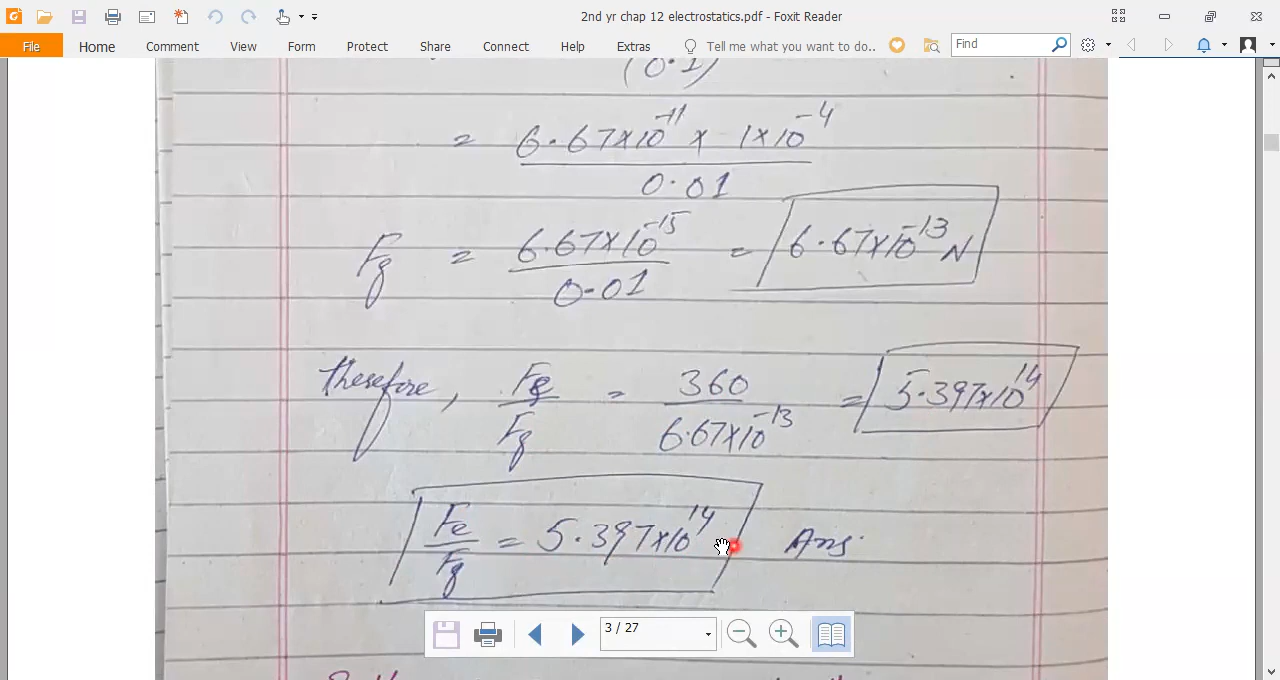 2nd yr chap 12 electrostatics.pdf - Foxit Reader
File Home Comment View Form Protect Share Connect Help Extras Tell me what you want to do.. Find
(0.1)
= 6.67×10⁻¹¹ × 1×10⁻⁴
0.01
Fg = 6.67×10⁻¹⁵ = 6.67×10⁻¹³ N
0.01
therefore, Fe = 360 = 5.397×10¹⁴
Fg 6.67×10⁻¹³
Fe = 5.397×10¹⁴ Ans.
Fg
3 / 27